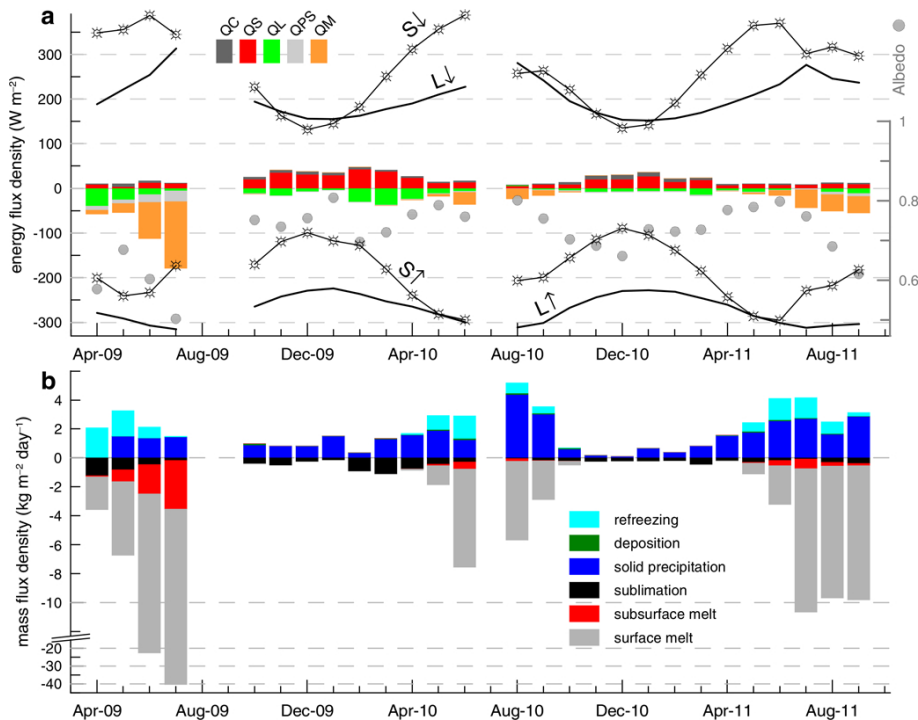 a
QC QS QL QPS QM
S↓
L↓
S↗
L↑
energy flux density (W m⁻²)
300
200
100
0
-100
-200
-300
Albedo
1
0.8
0.6
Apr-09 Aug-09 Dec-09 Apr-10 Aug-10 Dec-10 Apr-11 Aug-11
b
mass flux density (kg m⁻² day⁻¹)
4
2
0
-2
-4
-6
-8
-10
-20
-30
-40
refreezing
deposition
solid precipitation
sublimation
subsurface melt
surface melt
Apr-09 Aug-09 Dec-09 Apr-10 Aug-10 Dec-10 Apr-11 Aug-11